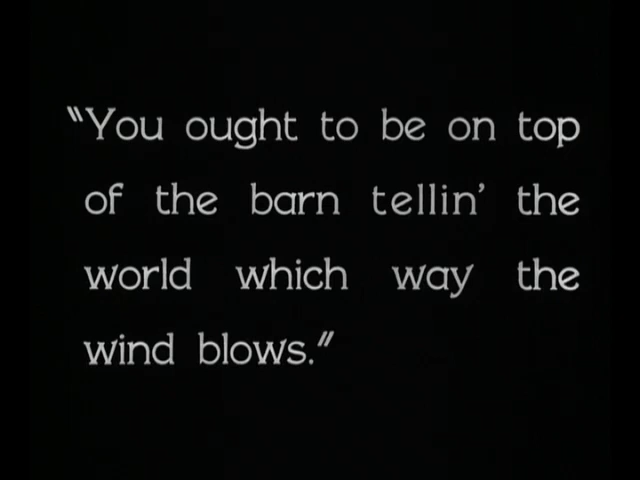 “You ought to be on top
of the barn tellin’ the
world which way the
wind blows.”